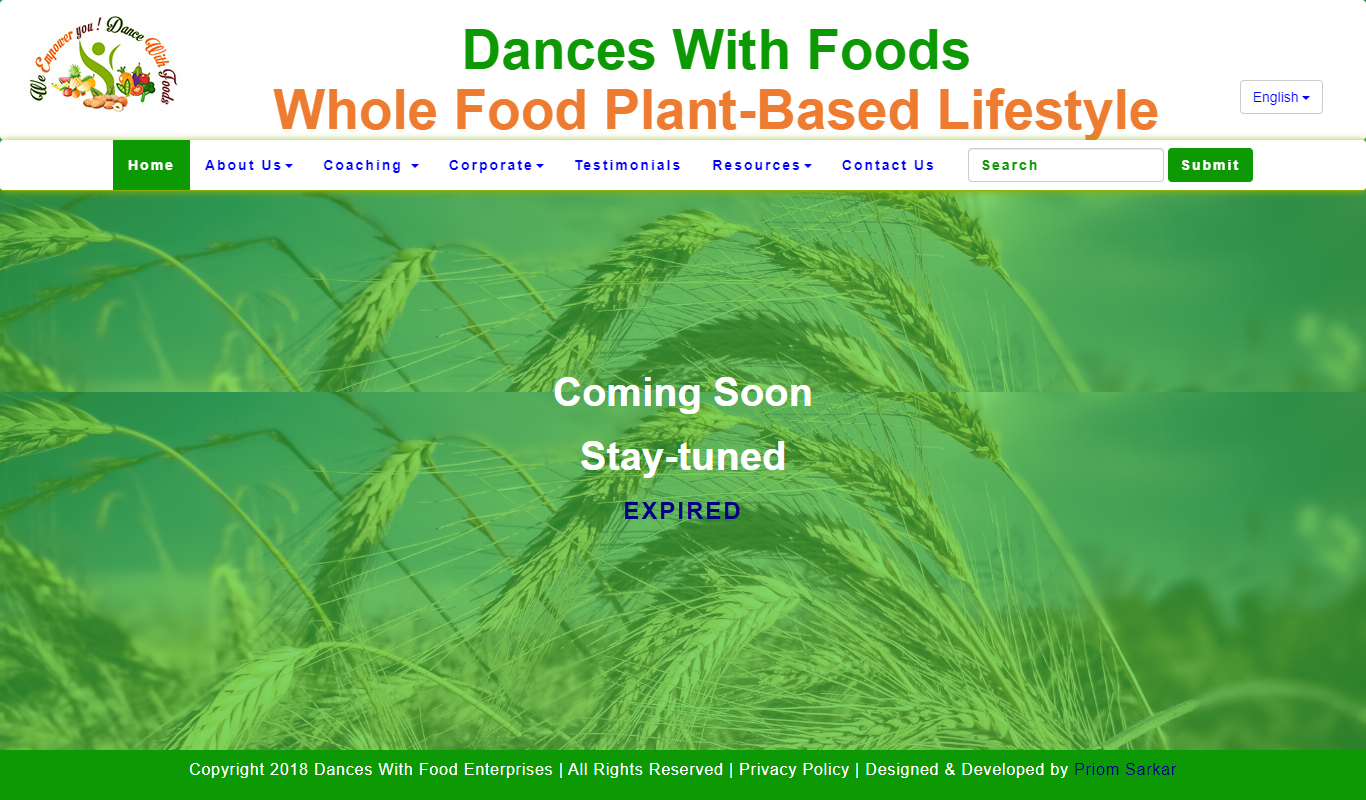 We Empower you ! Dance With Foods
Dances With Foods
Whole Food Plant-Based Lifestyle
English
Home About Us Coaching Corporate Testimonials Resources Contact Us Search Submit
Coming Soon
Stay-tuned
EXPIRED
Copyright 2018 Dances With Food Enterprises | All Rights Reserved | Privacy Policy | Designed & Developed by Priom Sarkar